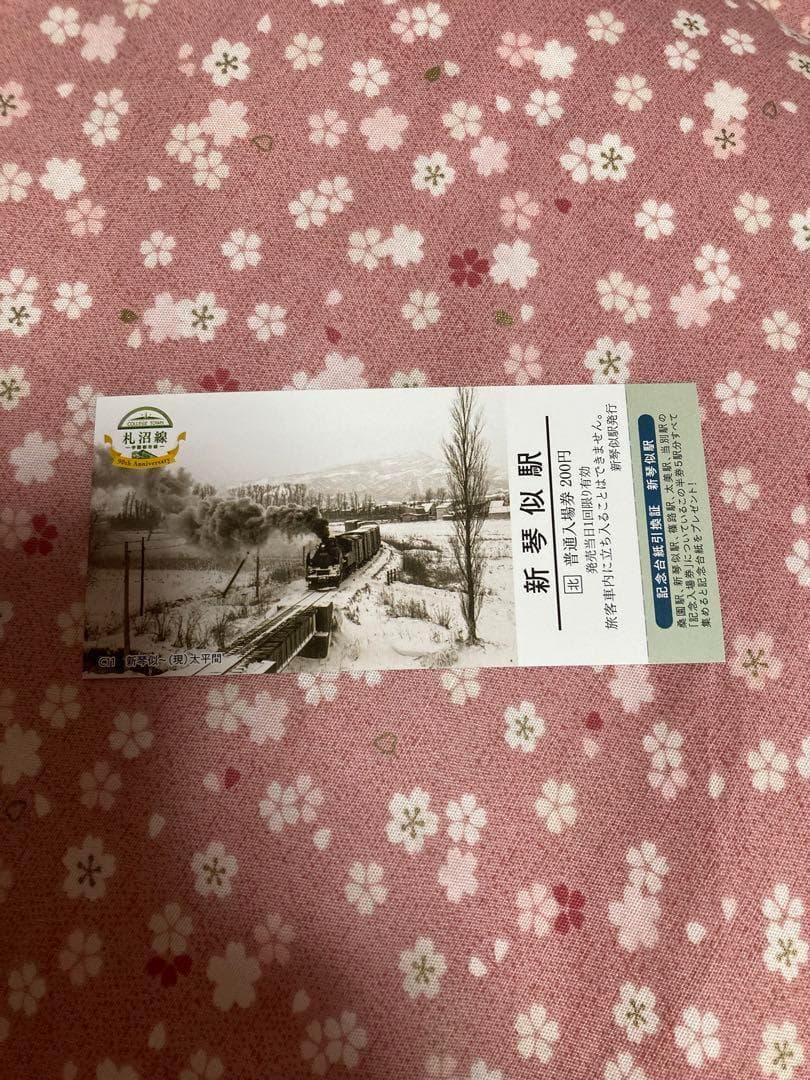 COLLEGE TOWN
札沼線
－学園都市線－
90th Anniversary
C11　新琴似～(現)太平間
新琴似駅
北 普通入場券 200円
発売当日1回限り有効
旅客車内に立ち入ることはできません。
新琴似駅発行
記念台紙引換証　新琴似駅
桑園駅、新琴似駅、篠路駅、太美駅、当別駅の
「記念入場券」についているこの半券5駅分すべて
集めると記念台紙をプレゼント!